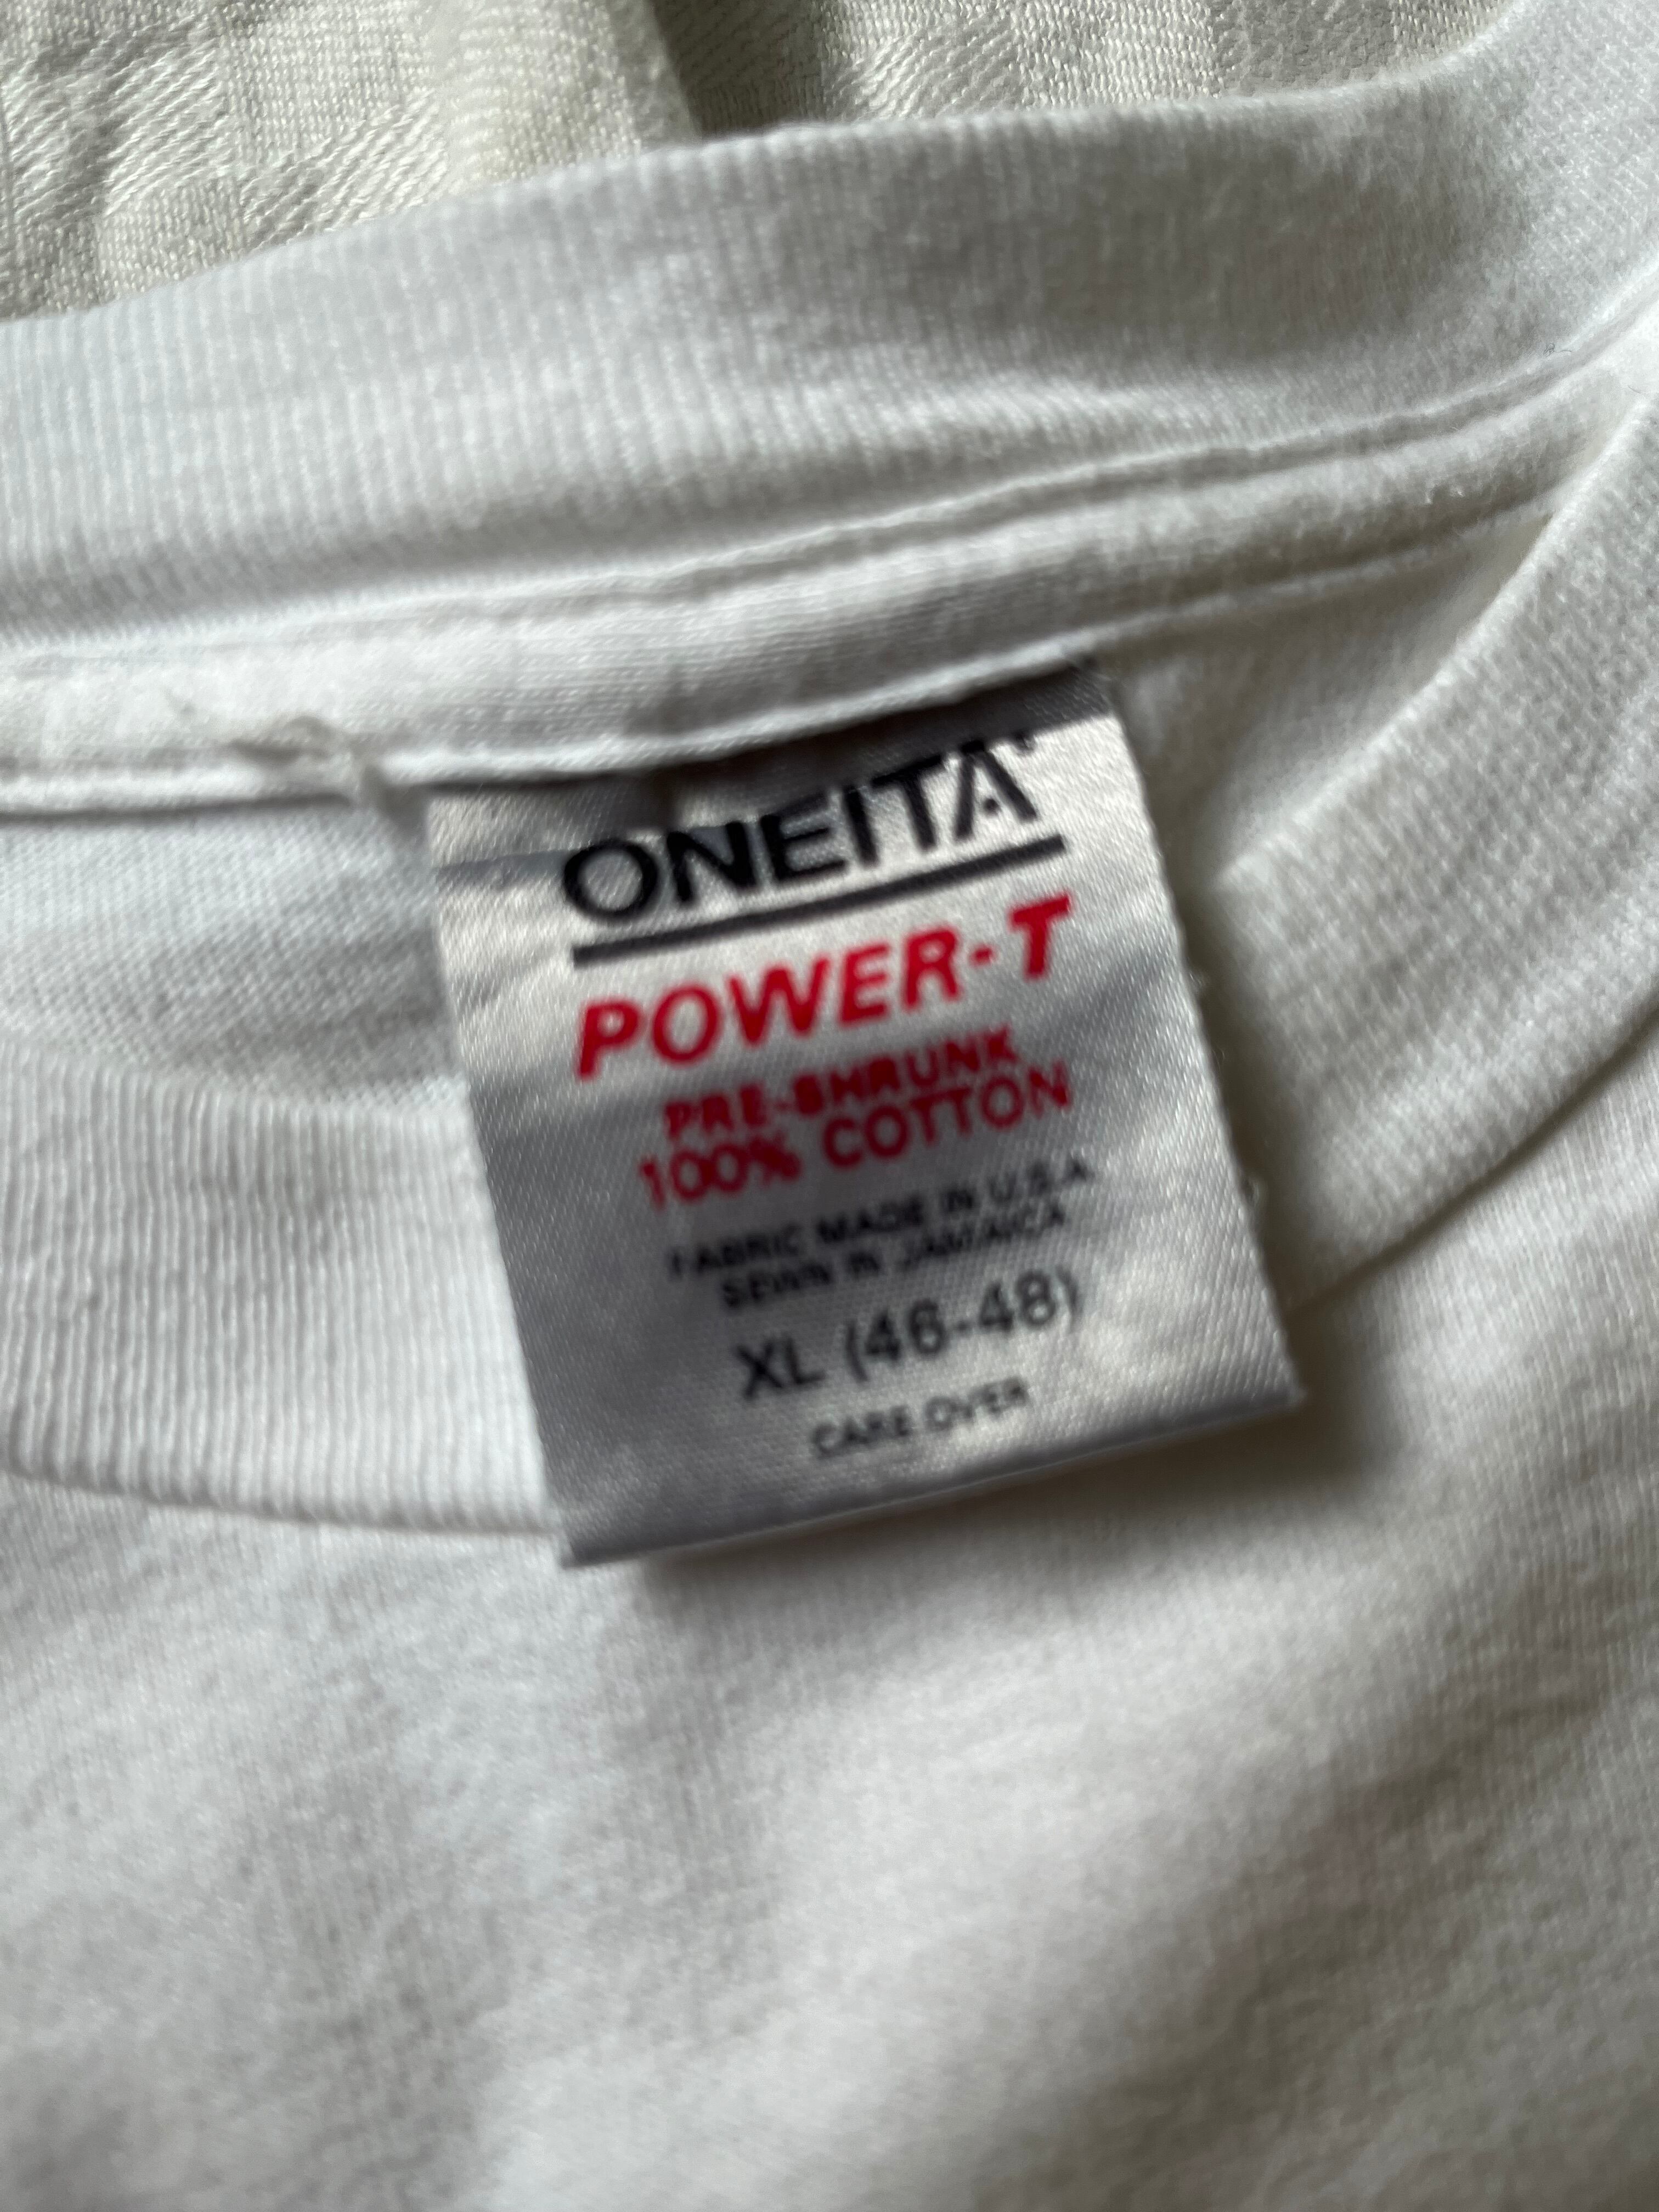 ONEITA®
POWER-T
PRE-SHRUNK
100% COTTON
FABRIC MADE IN U.S.A.
SEWN IN JAMAICA
XL (46-48)
CARE OVER